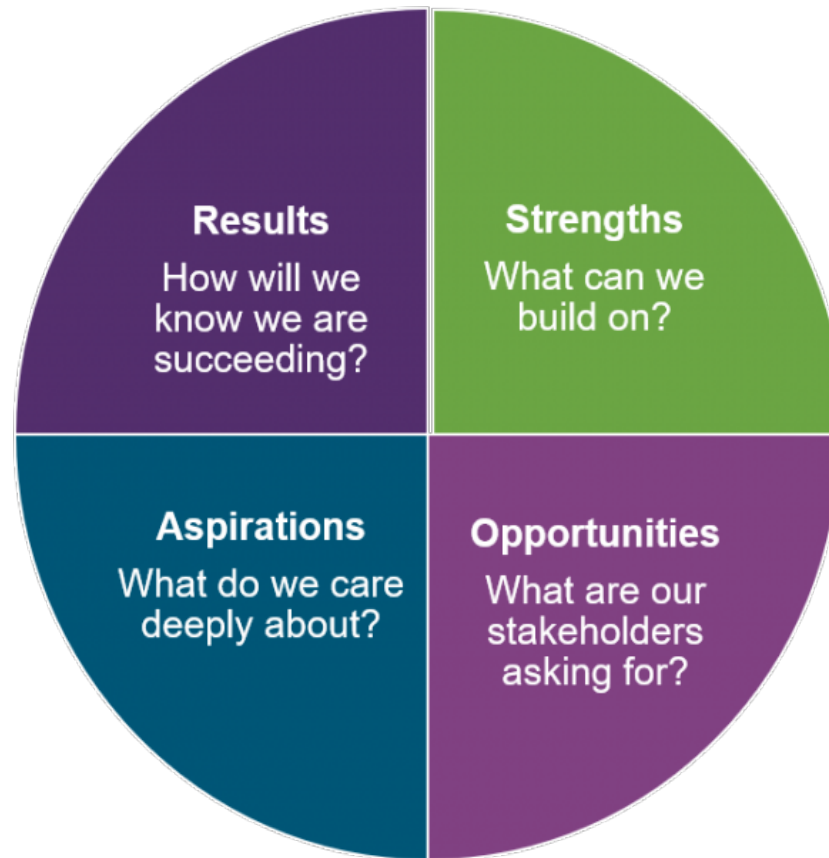 Results
How will we
know we are
succeeding?
Strengths
What can we
build on?
Aspirations
What do we care
deeply about?
Opportunities
What are our
stakeholders
asking for?